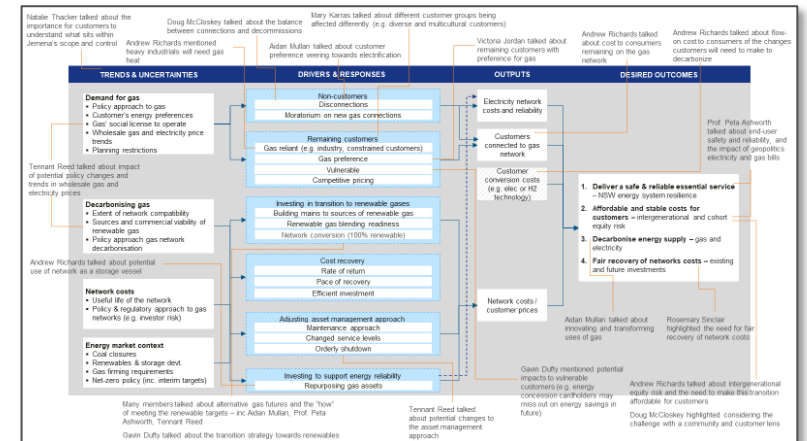 Natalie Thacker talked about the
importance for customers to
understand what sits within
Jemena's scope and control
Doug McCloskey talked about the balance
between connections and decommissions
Mary Karras talked about different customer groups being
affected differently (e.g. diverse and multicultural customers)
Andrew Richards mentioned
heavy industries will need gas
heat
Aidan Mullan talked about customer
preference veering towards electrification
Victoria Jordan talked about
remaining customers with
preference for gas
Andrew Richards
talked about cost
to consumers
remaining on the gas
network
Andrew Richards talked about flow-
on cost to consumers of the changes
customers will need to make to
decarbonize
TRENDS & UNCERTAINTIES
DRIVERS & RESPONSES
OUTPUTS
DESIRED OUTCOMES
Demand for gas
• Policy approach to gas
• Customer's energy preferences
• Gas' social license to operate
• Wholesale gas and electricity price
trends
• Planning restrictions
Tennant Reed talked about impact
of potential policy changes and
trends in wholesale gas and
electricity prices
Decarbonising gas
• Extent of network compatibility
• Sources and commercial viability of
renewable gas
• Policy approach gas network
decarbonisation
Andrew Richards talked about potential
use of network as a storage vessel
Network costs
• Useful life of the network
• Policy & regulatory approach to gas
networks (e.g. investor risk)
Energy market context
• Coal closures
• Renewables & storage devt.
• Gas firming requirements
• Net-zero policy (inc. interim targets)
Non-customers
Disconnections
Moratorium on new gas connections
Remaining customers
Gas reliant (e.g. industry, constrained customers)
Gas preference
Vulnerable
Competitive pricing
Investing in transition to renewable gases
Building mains to sources of renewable gas
Renewable gas blending readiness
Network conversion (100% renewable)
Cost recovery
Rate of return
Pace of recovery
Efficient investment
Adjusting asset management approach
Maintenance approach
Changed service levels
Orderly shutdown
Investing to support energy reliability
Repurposing gas assets
Electricity network
costs and reliability
Customers
connected to gas
network
Customer
conversion costs
(e.g. elec or H2
technology)
Network costs /
customer prices
Prof. Peta Ashworth
talked about end-user
safety and reliability, and
the impact of geopolitics
electricity and gas bills
1. Deliver a safe & reliable essential service
– NSW energy system resilience
2. Affordable and stable costs for
customers – intergenerational and cohort
equity risk
3. Decarbonise energy supply – gas and
electricity
4. Fair recovery of networks costs – existing
and future investments
Aidan Mullan talked about
innovating and transforming
uses of gas
Rosemary Sinclair
highlighted the need for fair
recovery of network costs
Many members talked about alternative gas futures and the "how"
of meeting the renewable targets – inc Aidan Mullan, Prof. Peta
Ashworth, Tennant Reed
Gavin Dufty talked about the transition strategy towards renewables
Tennant Reed talked about
potential changes to
the asset management
approach
Gavin Dufty mentioned potential
impacts to vulnerable
customers (e.g. energy
concession cardholders may
miss out on energy savings in
future)
Andrew Richards talked about intergenerational
equity risk and the need to make this transition
affordable for customers
Doug McCloskey highlighted considering the
challenge with a community and customer lens